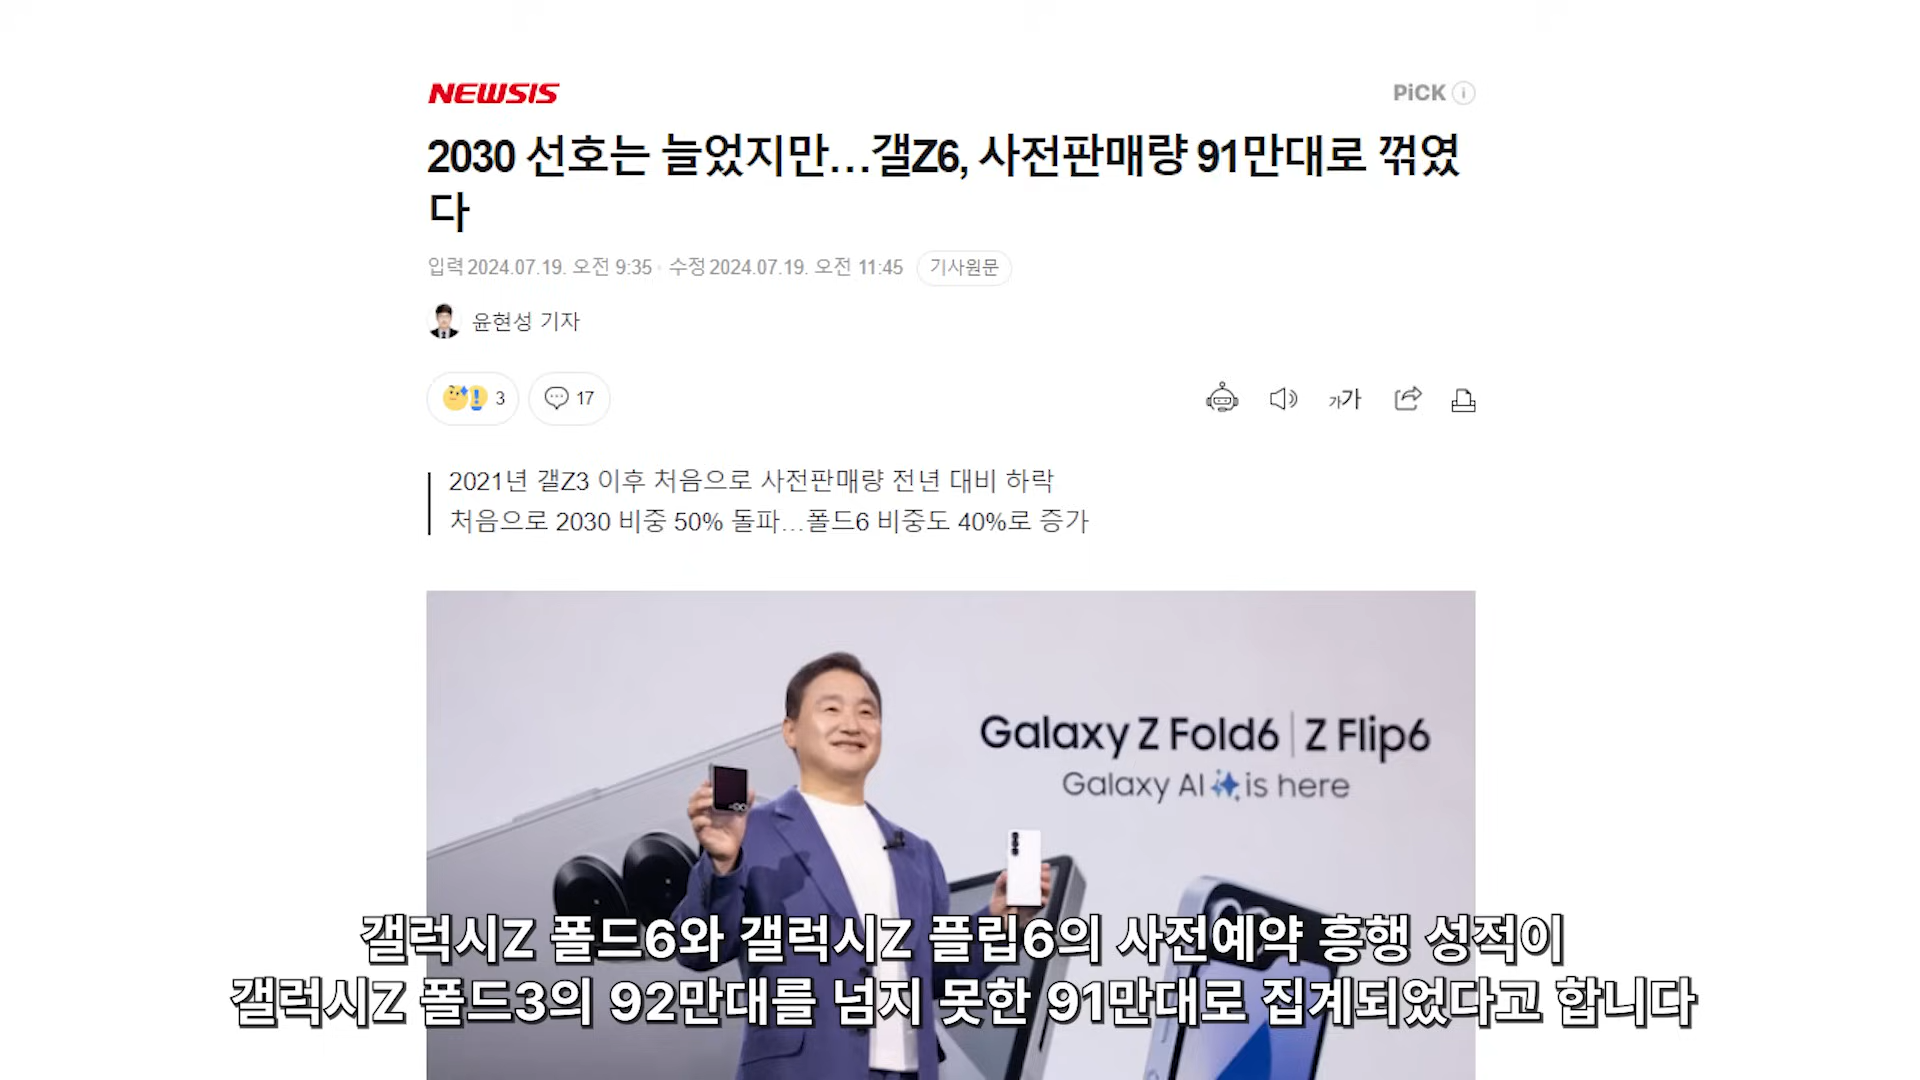 NEWSIS
PiCK
2030 선호는 늘었지만...갤Z6, 사전판매량 91만대로 꺾였
다
입력 2024.07.19. 오전 9:35 · 수정 2024.07.19. 오전 11:45 기사원문
윤현성 기자
3 17 가가
2021년 갤Z3 이후 처음으로 사전판매량 전년 대비 하락
처음으로 2030 비중 50% 돌파...폴드6 비중도 40%로 증가
Galaxy Z Fold6 | Z Flip6
Galaxy AI is here
갤럭시Z 폴드6와 갤럭시Z 플립6의 사전예약 흥행 성적이
갤럭시Z 폴드3의 92만대를 넘지 못한 91만대로 집계되었다고 합니다